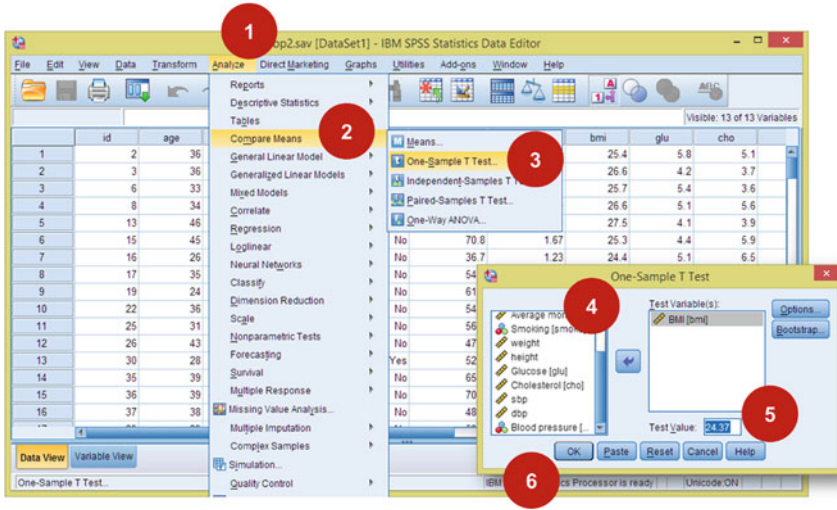 1
bp2.sav [DataSet1] - IBM SPSS Statistics Data Editor
File Edit View Data Transform Analyze Direct Marketing Graphs Utilities Add-ons Window Help
Visible: 13 of 13 Variables
Reports
Descriptive Statistics
Tables
Compare Means
General Linear Model
Generalized Linear Models
Mixed Models
Correlate
Regression
Loglinear
Neural Networks
Classify
Dimension Reduction
Scale
Nonparametric Tests
Forecasting
Survival
Multiple Response
Missing Value Analysis...
Multiple Imputation
Complex Samples
Simulation...
Quality Control
2
Means...
One-Sample T Test...
Independent-Samples T
Paired-Samples T Test...
One-Way ANOVA...
3
id age bmi glu cho
1 2 36 25.4 5.8 5.1
2 3 36 26.6 4.2 3.7
3 6 33 25.7 5.4 3.6
4 8 34 26.6 5.1 5.6
5 13 46 27.5 4.1 3.9
6 15 45 No 70.8 1.67 25.3 4.4 5.9
7 16 26 No 36.7 1.23 24.4 5.1 6.5
8 17 35 No 54
9 19 24 No 61
10 22 36 No 54
11 25 31 No 56
12 26 43 No 47
13 30 28 Yes 52
14 35 39 No 65
15 36 39 No 70
16 37 38 No 48
One-Sample T Test
4
Average mon
Smoking [smok
weight
height
Glucose [glu]
Cholesterol [cho]
sbp
dbp
Blood pressure [...
Test Variable(s):
BMI [bmi]
Options...
Bootstrap...
Test Value: 24.37
5
OK Paste Reset Cancel Help
6
Data View Variable View
One-Sample T Test...
IBM
cs Processor is ready
Unicode:ON